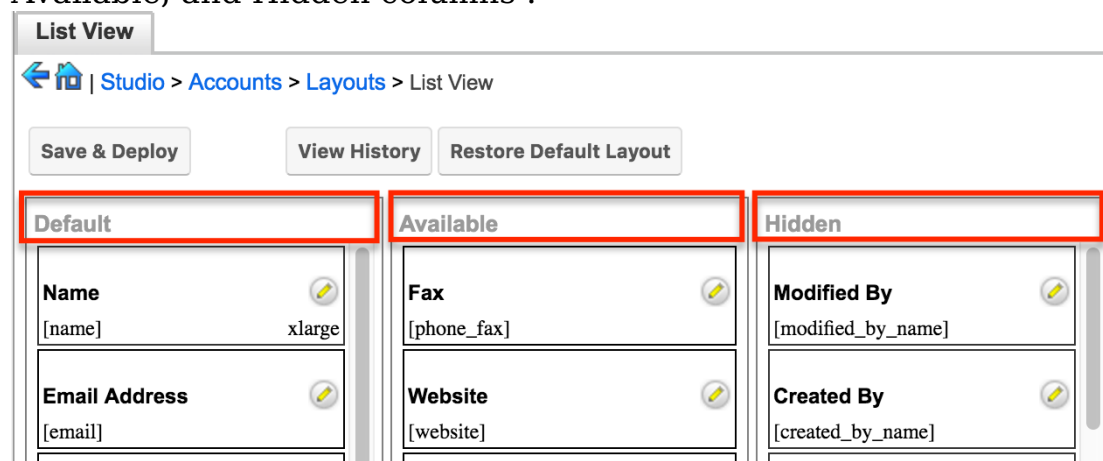 Available, and Hidden columns .
List View
| Studio > Accounts > Layouts > List View
Save & Deploy View History Restore Default Layout
Default Available Hidden
Name Fax Modified By
[name] xlarge [phone_fax] [modified_by_name]
Email Address Website Created By
[email] [website] [created_by_name]